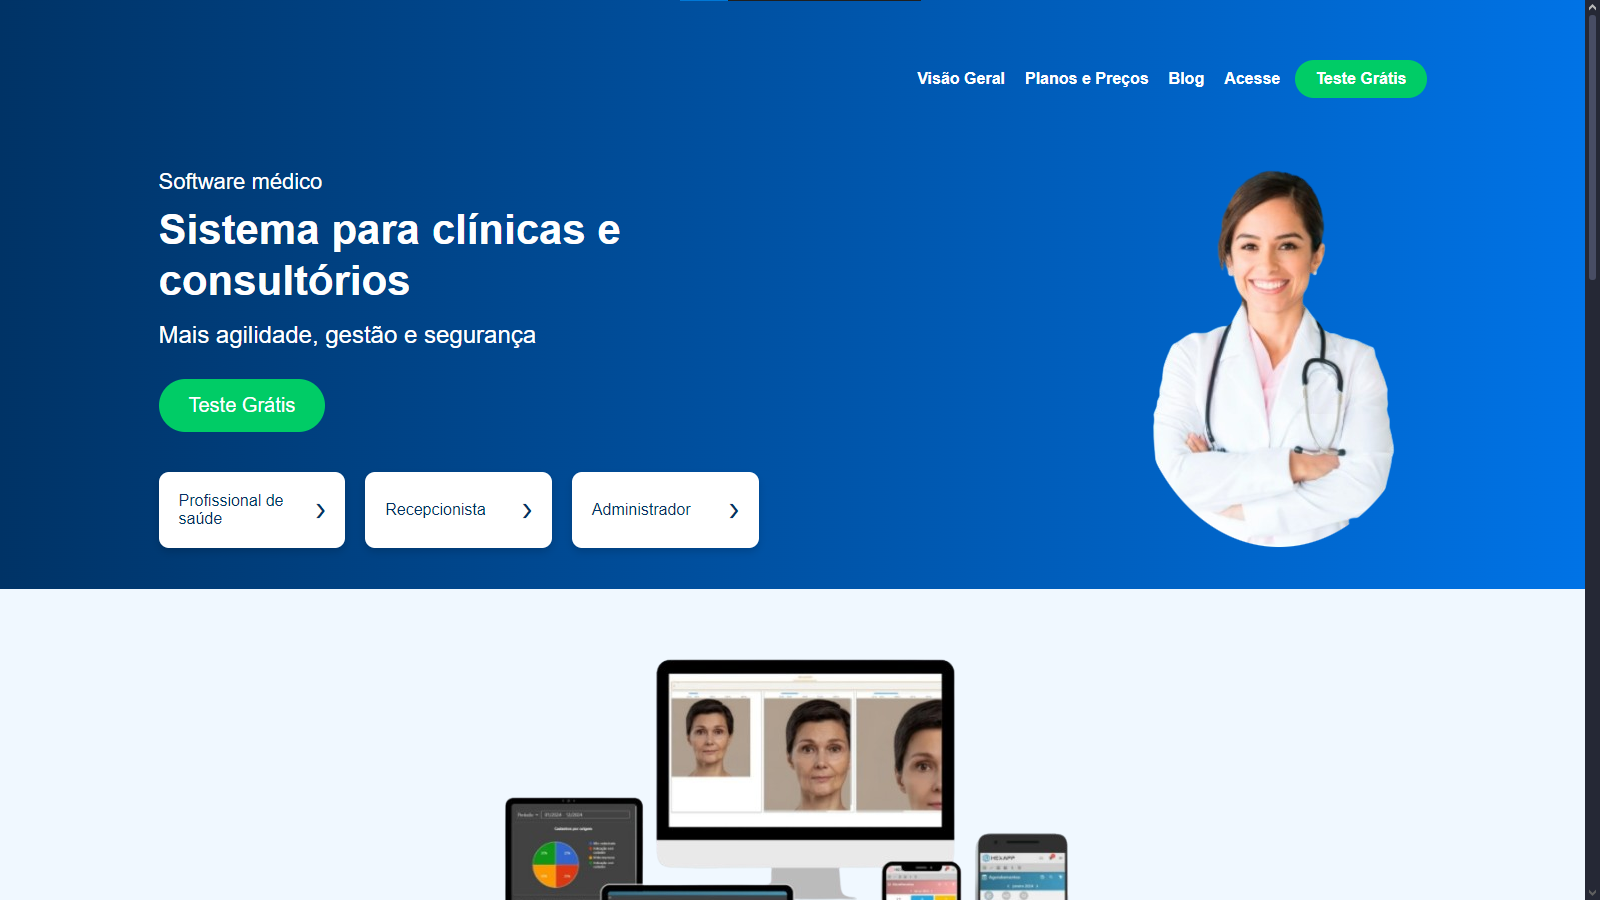 Visão Geral Planos e Preços Blog Acesse Teste Grátis
Software médico
Sistema para clínicas e
consultórios
Mais agilidade, gestão e segurança
Teste Grátis
Profissional de
saúde
Recepcionista
Administrador
HEXAPP